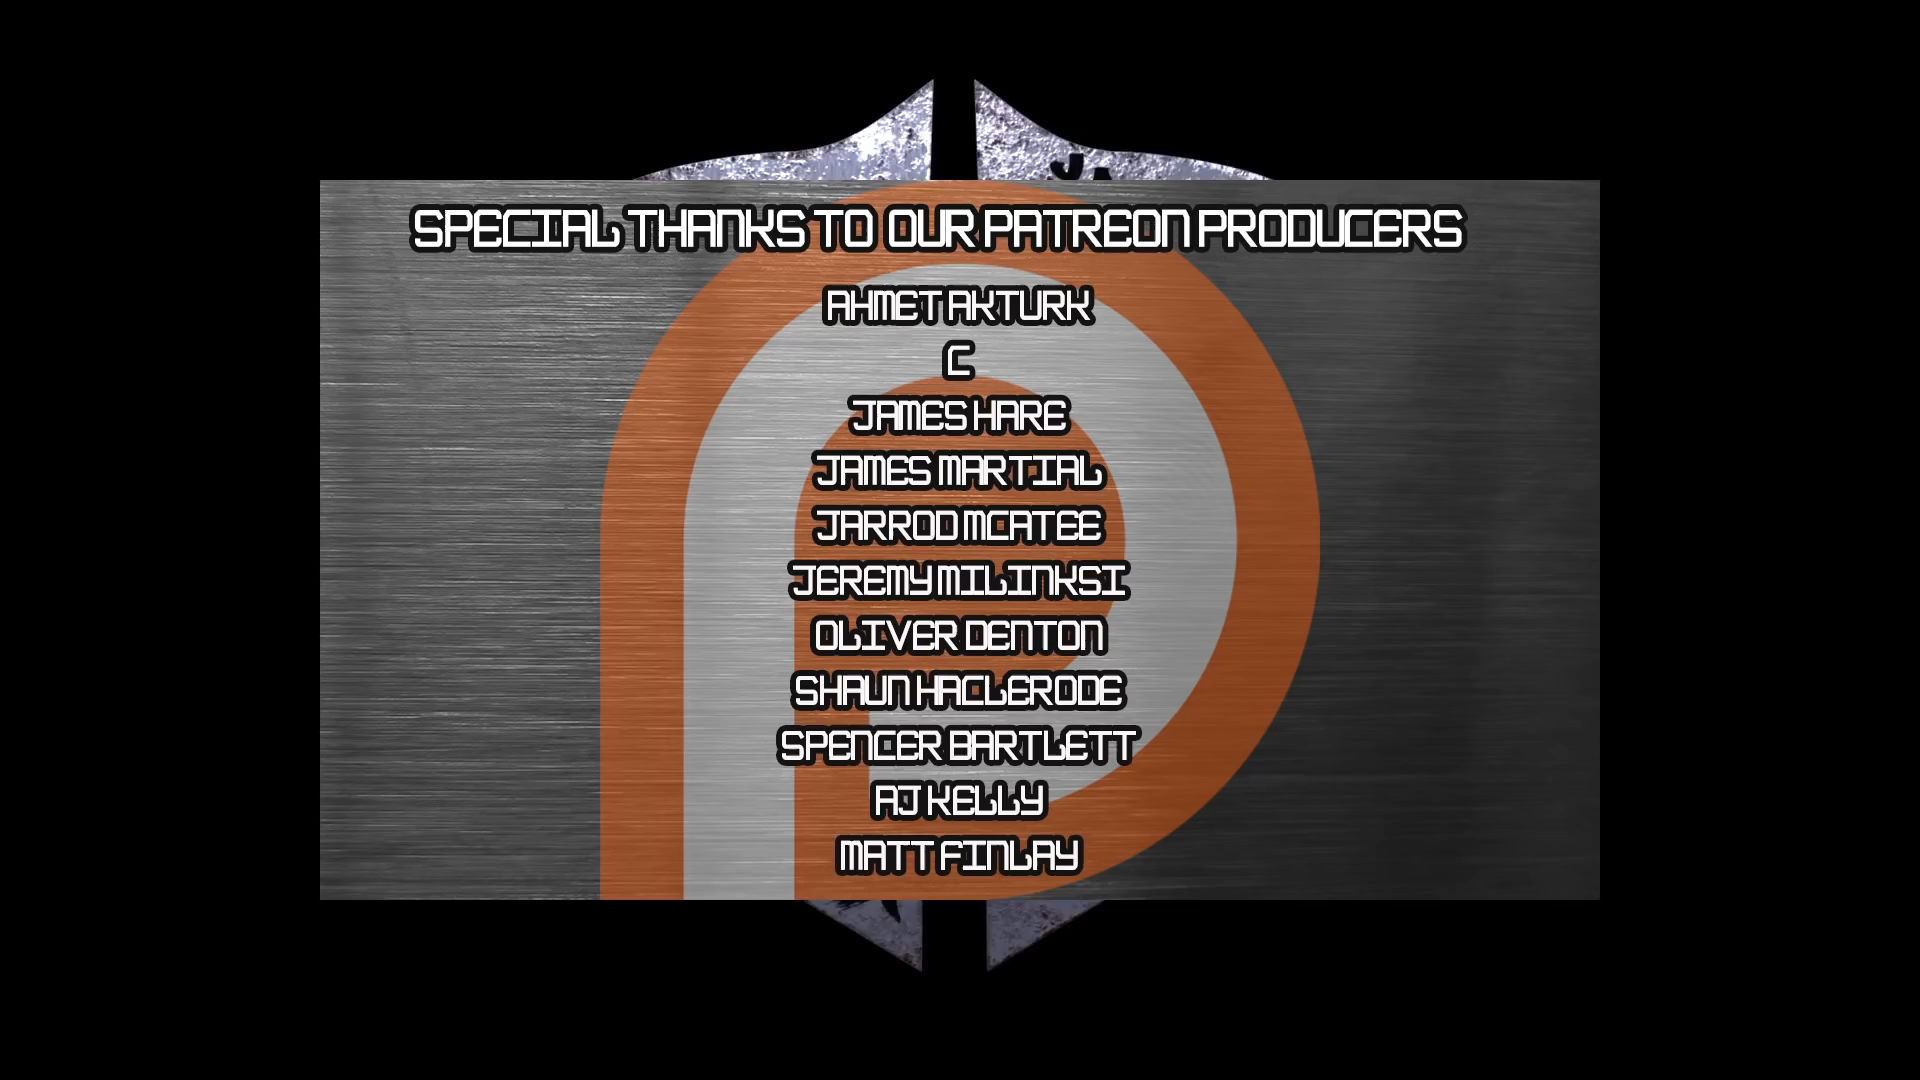 SPECIAL THANKS TO OUR PATREON PRODUCERS
AHMET AKTURK
C
JAMES HARE
JAMES MARTIAL
JARROD MCATEE
JEREMY MILINKSI
OLIVER DENTON
SHAUN HACLERODE
SPENCER BARTLETT
AJ KELLY
MATT FINLAY